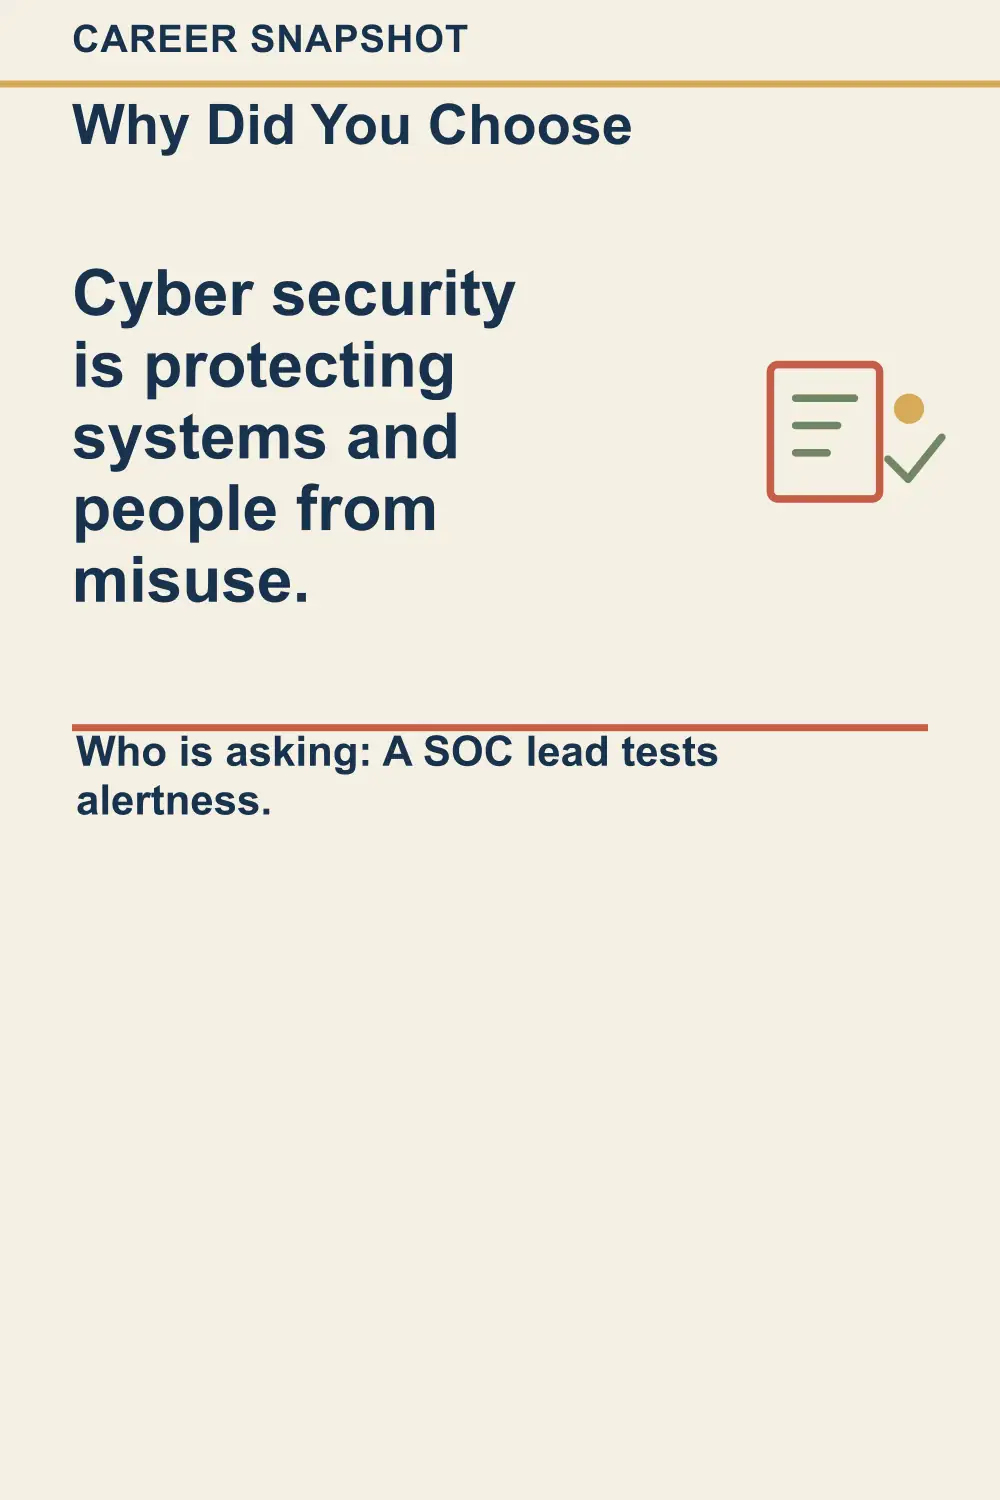 CAREER SNAPSHOT
Why Did You Choose
Cyber security
is protecting
systems and
people from
misuse.
Who is asking: A SOC lead tests
alertness.